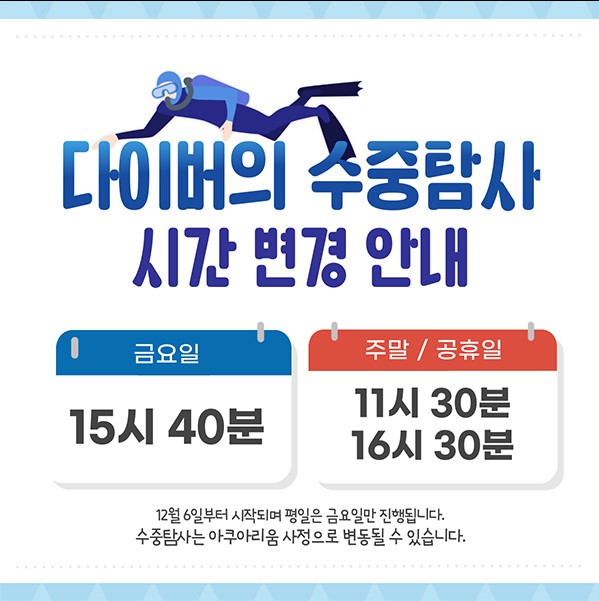 다이버의 수중탐사
시간 변경 안내
금요일
15시 40분
주말 / 공휴일
11시 30분
16시 30분
12월 6일부터 시작되며 평일은 금요일만 진행됩니다.
수중탐사는 아쿠아리움 사정으로 변동될 수 있습니다.